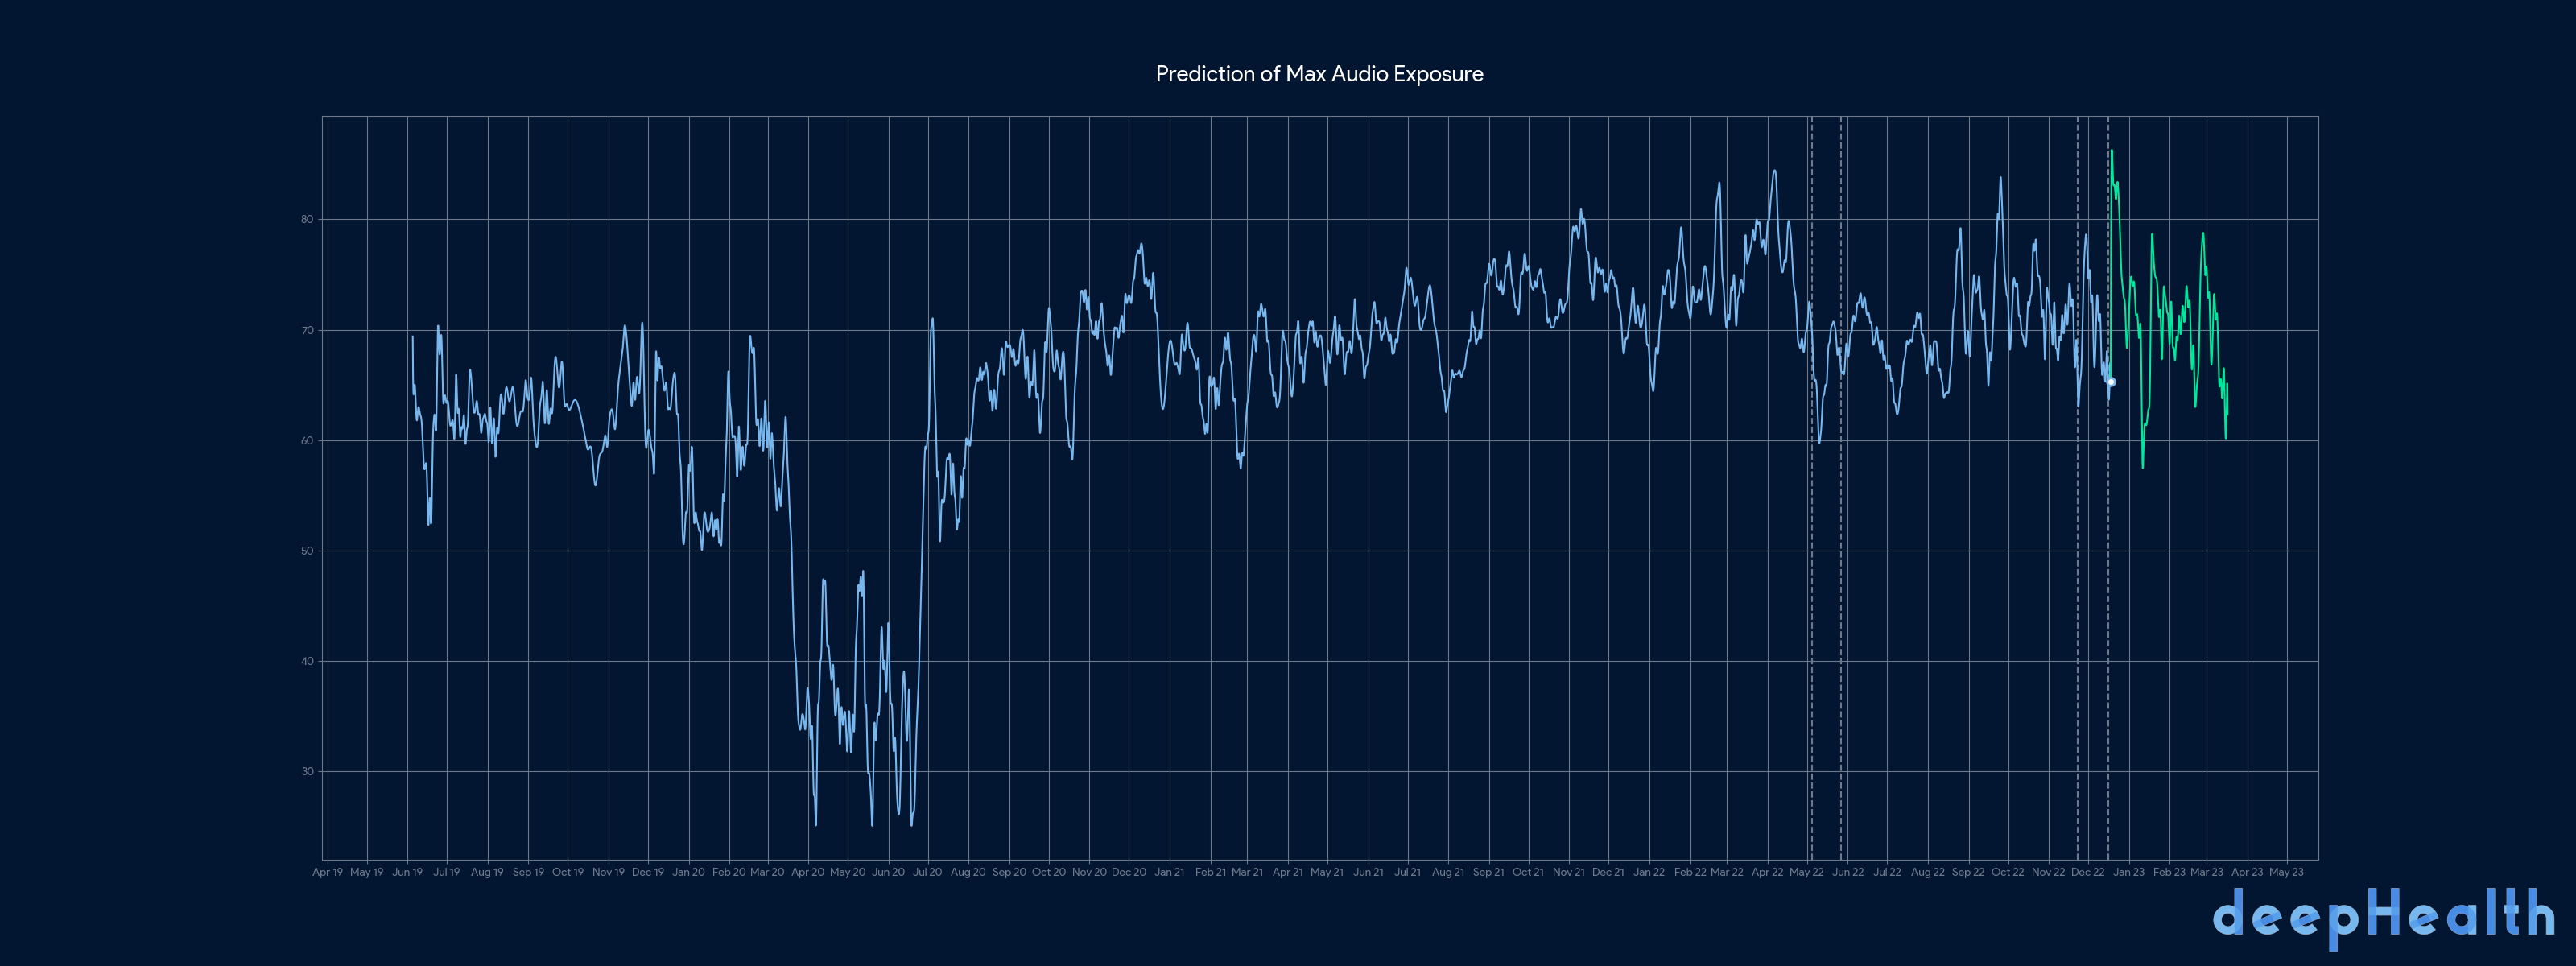 Prediction of Max Audio Exposure
80
70
60
50
40
30
Apr 19 May 19 Jun 19 Jul 19 Aug 19 Sep 19 Oct 19 Nov 19 Dec 19 Jan 20 Feb 20 Mar 20 Apr 20 May 20 Jun 20 Jul 20 Aug 20 Sep 20 Oct 20 Nov 20 Dec 20 Jan 21 Feb 21 Mar 21 Apr 21 May 21 Jun 21 Jul 21 Aug 21 Sep 21 Oct 21 Nov 21 Dec 21 Jan 22 Feb 22 Mar 22 Apr 22 May 22 Jun 22 Jul 22 Aug 22 Sep 22 Oct 22 Nov 22 Dec 22 Jan 23 Feb 23 Mar 23 Apr 23 May 23
deepHealth